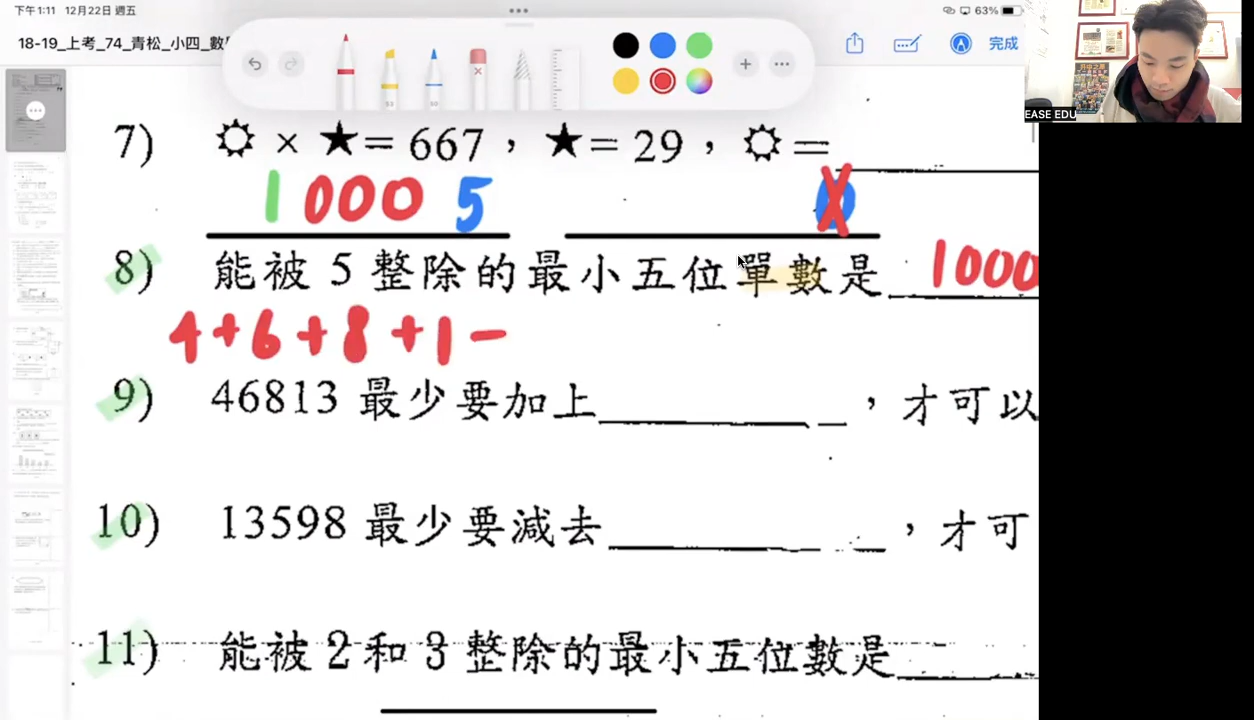 下午1:11 12月22日 週五
63%
18-19_上考_74_青松_小四_數
完成
EASE EDU
7) ☼ × ★= 667，★= 29，☼ =
1 000 5
8) 能被 5 整除的最小五位單數是 1000
4+6+8+1-
9) 46813 最少要加上 ，才可以
10) 13598 最少要減去 ，才可
11) 能被 2 和 3 整除的最小五位數是